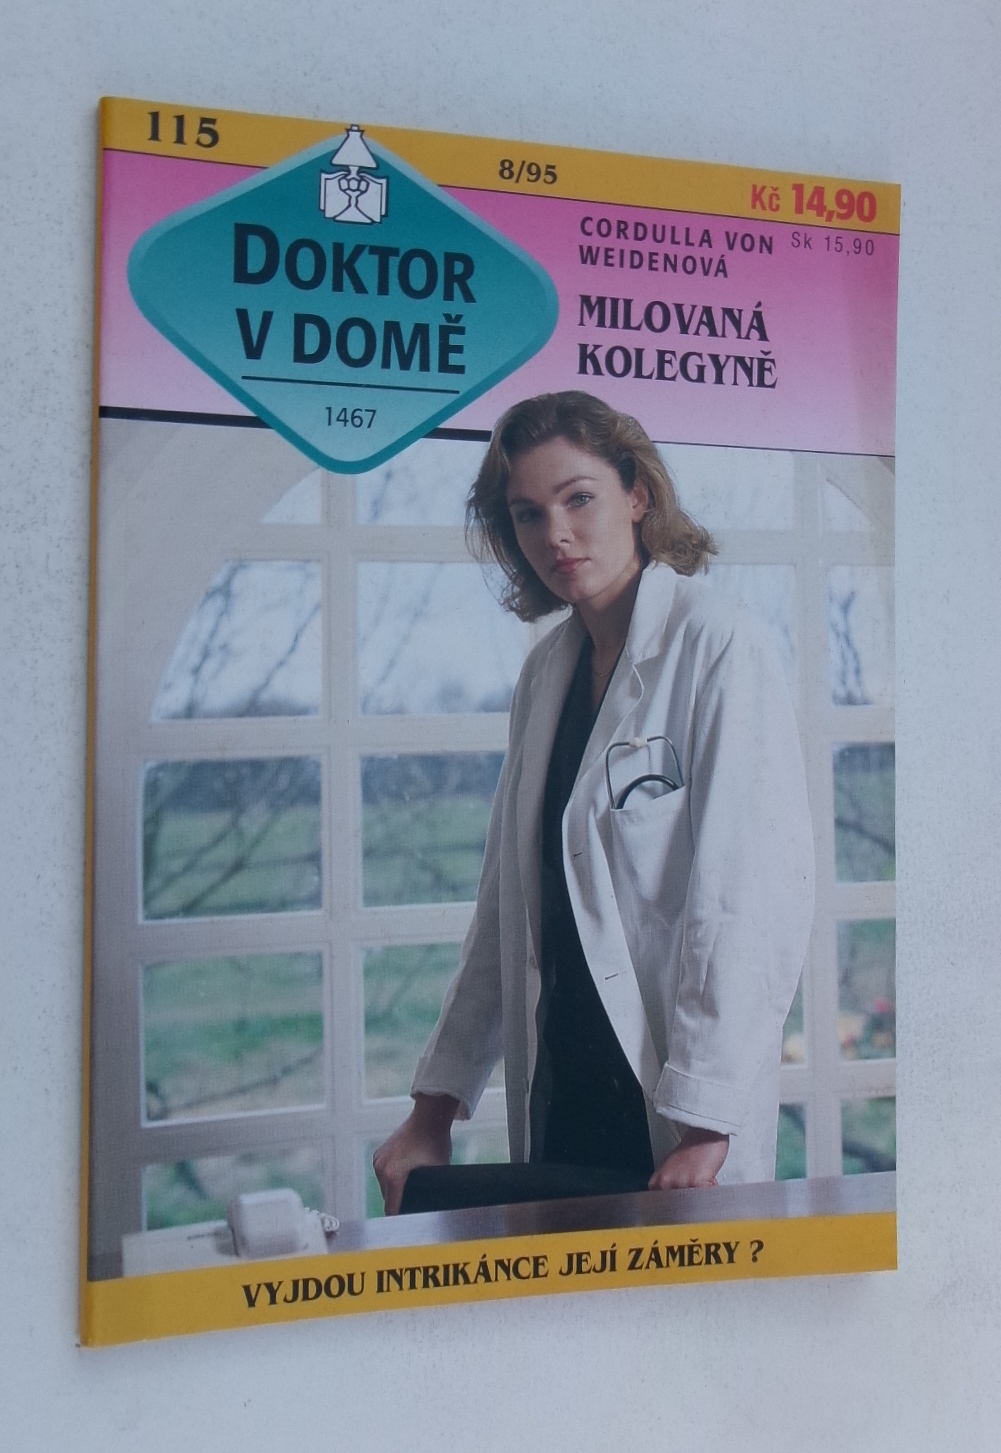 115
8/95
Kč 14,90
Sk 15,90
DOKTOR
V DOMĚ
1467
CORDULLA VON
WEIDENOVÁ
MILOVANÁ
KOLEGYNĚ
VYJDOU INTRIKÁNCE JEJÍ ZÁMĚRY ?